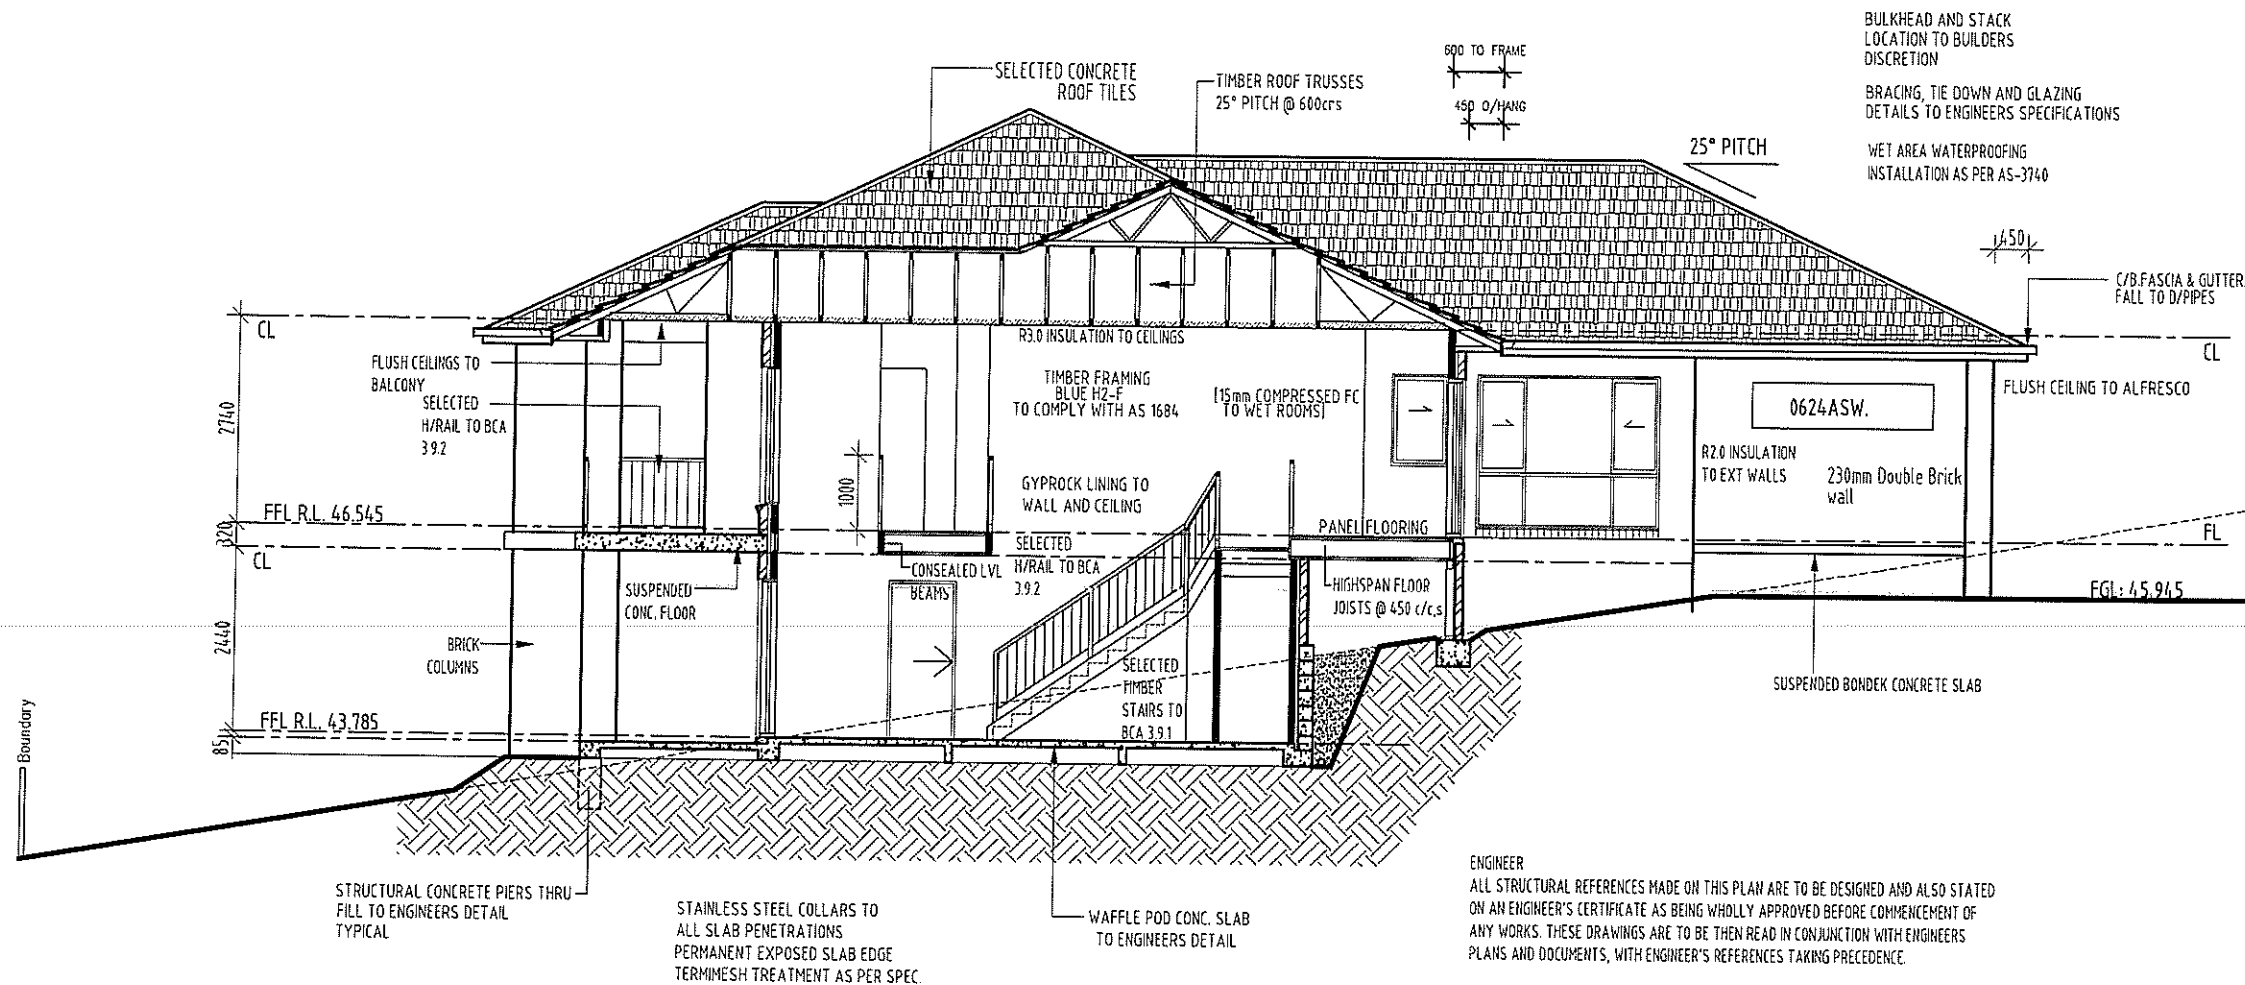 BULKHEAD AND STACK
LOCATION TO BUILDERS
DISCRETION
BRACING, TIE DOWN AND GLAZING
DETAILS TO ENGINEERS SPECIFICATIONS
WET AREA WATERPROOFING
INSTALLATION AS PER AS-3740
600 TO FRAME
450 O/HANG
SELECTED CONCRETE
ROOF TILES
TIMBER ROOF TRUSSES
25° PITCH @ 600crs
25° PITCH
450
C/B.FASCIA & GUTTER.
FALL TO D/PIPES
CL
CL
FLUSH CEILINGS TO
BALCONY
SELECTED
H/RAIL TO BCA
3.9.2
R3.0 INSULATION TO CEILINGS
TIMBER FRAMING
BLUE H2-F
TO COMPLY WITH AS 1684
[15mm COMPRESSED FC
TO WET ROOMS]
FLUSH CEILING TO ALFRESCO
0624ASW.
R2.0 INSULATION
TO EXT WALLS
230mm Double Brick
wall
2740
1000
GYPROCK LINING TO
WALL AND CEILING
FFL R.L. 46.545
320
CL
PANEL FLOORING
FL
SELECTED
H/RAIL TO BCA
3.9.2
CONSEALED LVL
BEAMS
SUSPENDED
CONC. FLOOR
HIGHSPAN FLOOR
JOISTS @ 450 c/c,s
FGL: 45.945
2440
BRICK
COLUMNS
SELECTED
TIMBER
STAIRS TO
BCA 3.9.1
SUSPENDED BONDEK CONCRETE SLAB
FFL R.L. 43.785
85
Boundary
STRUCTURAL CONCRETE PIERS THRU
FILL TO ENGINEERS DETAIL
TYPICAL
STAINLESS STEEL COLLARS TO
ALL SLAB PENETRATIONS
PERMANENT EXPOSED SLAB EDGE
TERMIMESH TREATMENT AS PER SPEC.
WAFFLE POD CONC. SLAB
TO ENGINEERS DETAIL
ENGINEER
ALL STRUCTURAL REFERENCES MADE ON THIS PLAN ARE TO BE DESIGNED AND ALSO STATED
ON AN ENGINEER'S CERTIFICATE AS BEING WHOLLY APPROVED BEFORE COMMENCEMENT OF
ANY WORKS. THESE DRAWINGS ARE TO BE THEN READ IN CONJUNCTION WITH ENGINEERS
PLANS AND DOCUMENTS, WITH ENGINEER'S REFERENCES TAKING PRECEDENCE.